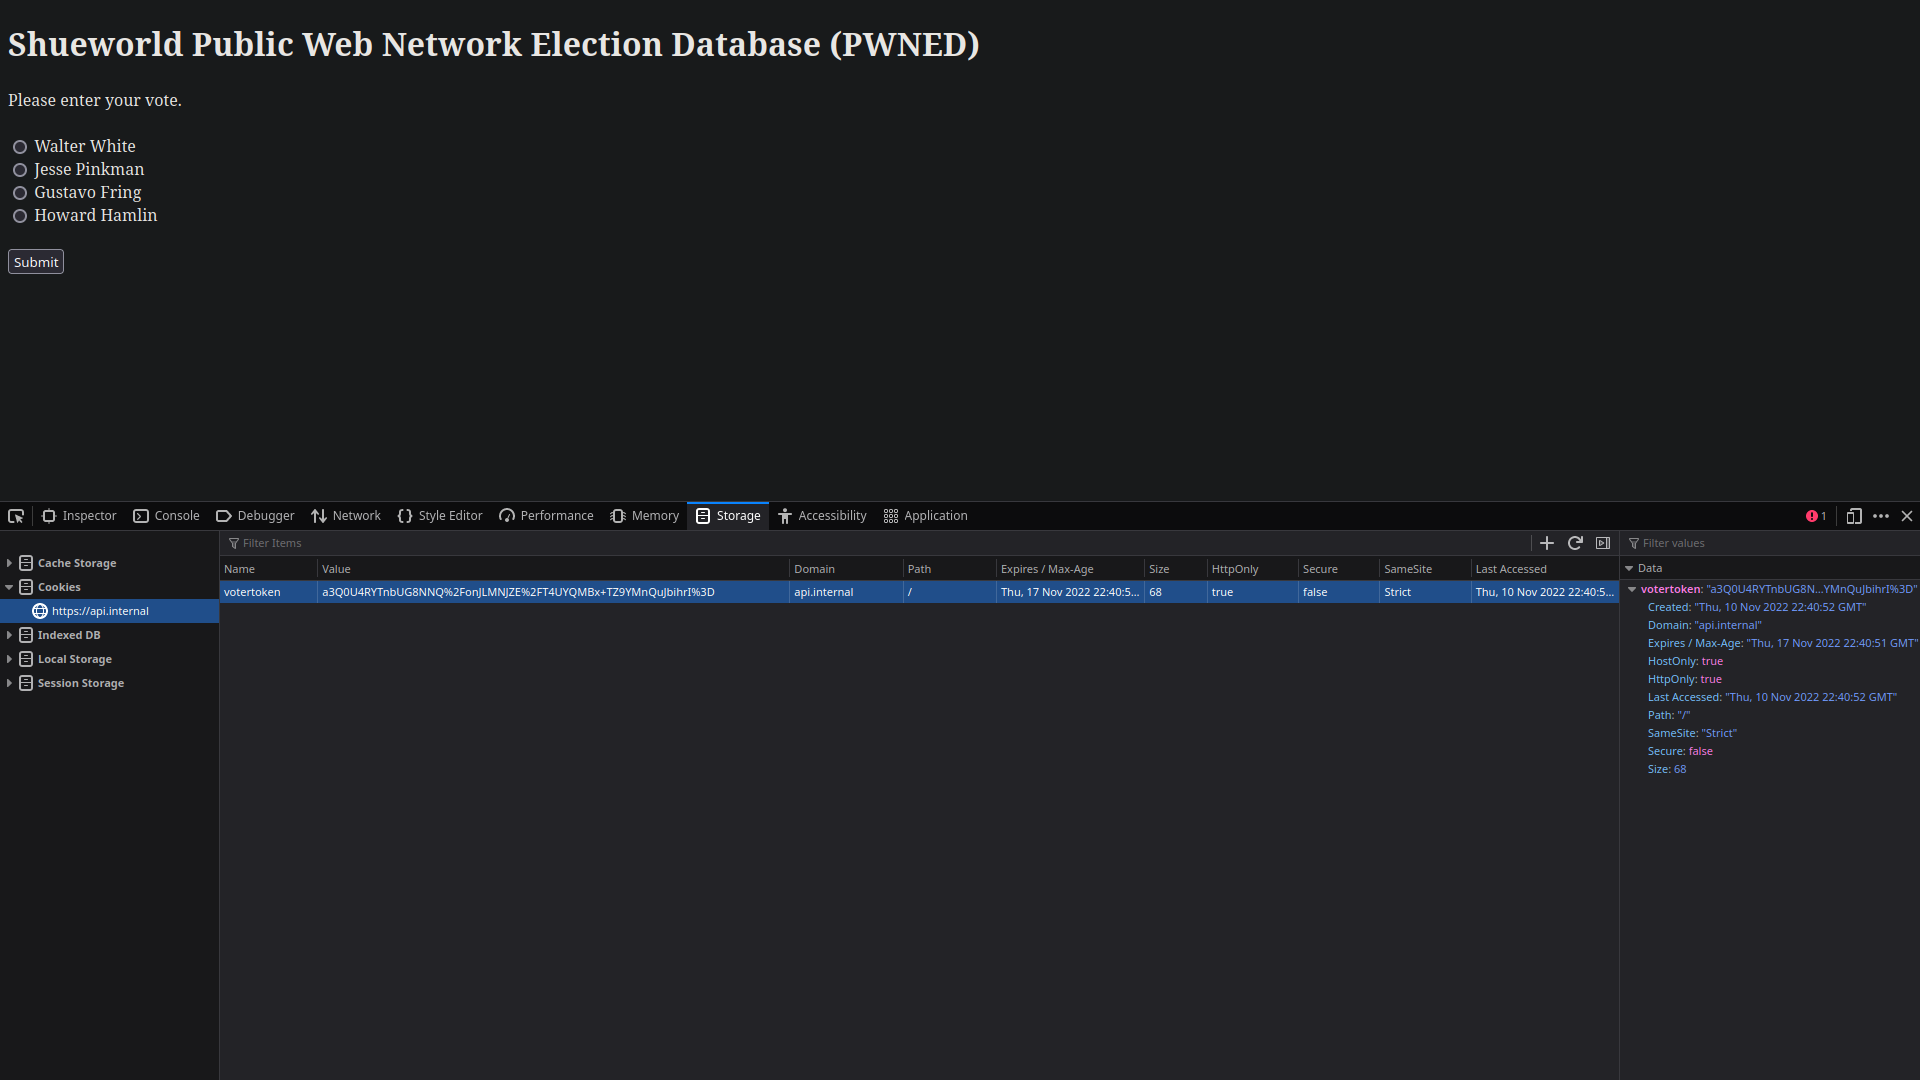 Shueworld Public Web Network Election Database (PWNED)
Please enter your vote.
Walter White
Jesse Pinkman
Gustavo Fring
Howard Hamlin
Submit
Inspector Console Debugger Network Style Editor Performance Memory Storage Accessibility Application 1
Filter Items
Filter values
Cache Storage
Cookies
https://api.internal
Indexed DB
Local Storage
Session Storage
Name Value Domain Path Expires / Max-Age Size HttpOnly Secure SameSite Last Accessed
votertoken a3Q0U4RYTnbUG8NNQ%2FonJLMNJZE%2FT4UYQMBx+TZ9YMnQuJbihrI%3D api.internal / Thu, 17 Nov 2022 22:40:5... 68 true false Strict Thu, 10 Nov 2022 22:40:5...
Data
votertoken: "a3Q0U4RYTnbUG8N...YMnQuJbihrI%3D"
Created: "Thu, 10 Nov 2022 22:40:52 GMT"
Domain: "api.internal"
Expires / Max-Age: "Thu, 17 Nov 2022 22:40:51 GMT"
HostOnly: true
HttpOnly: true
Last Accessed: "Thu, 10 Nov 2022 22:40:52 GMT"
Path: "/"
SameSite: "Strict"
Secure: false
Size: 68